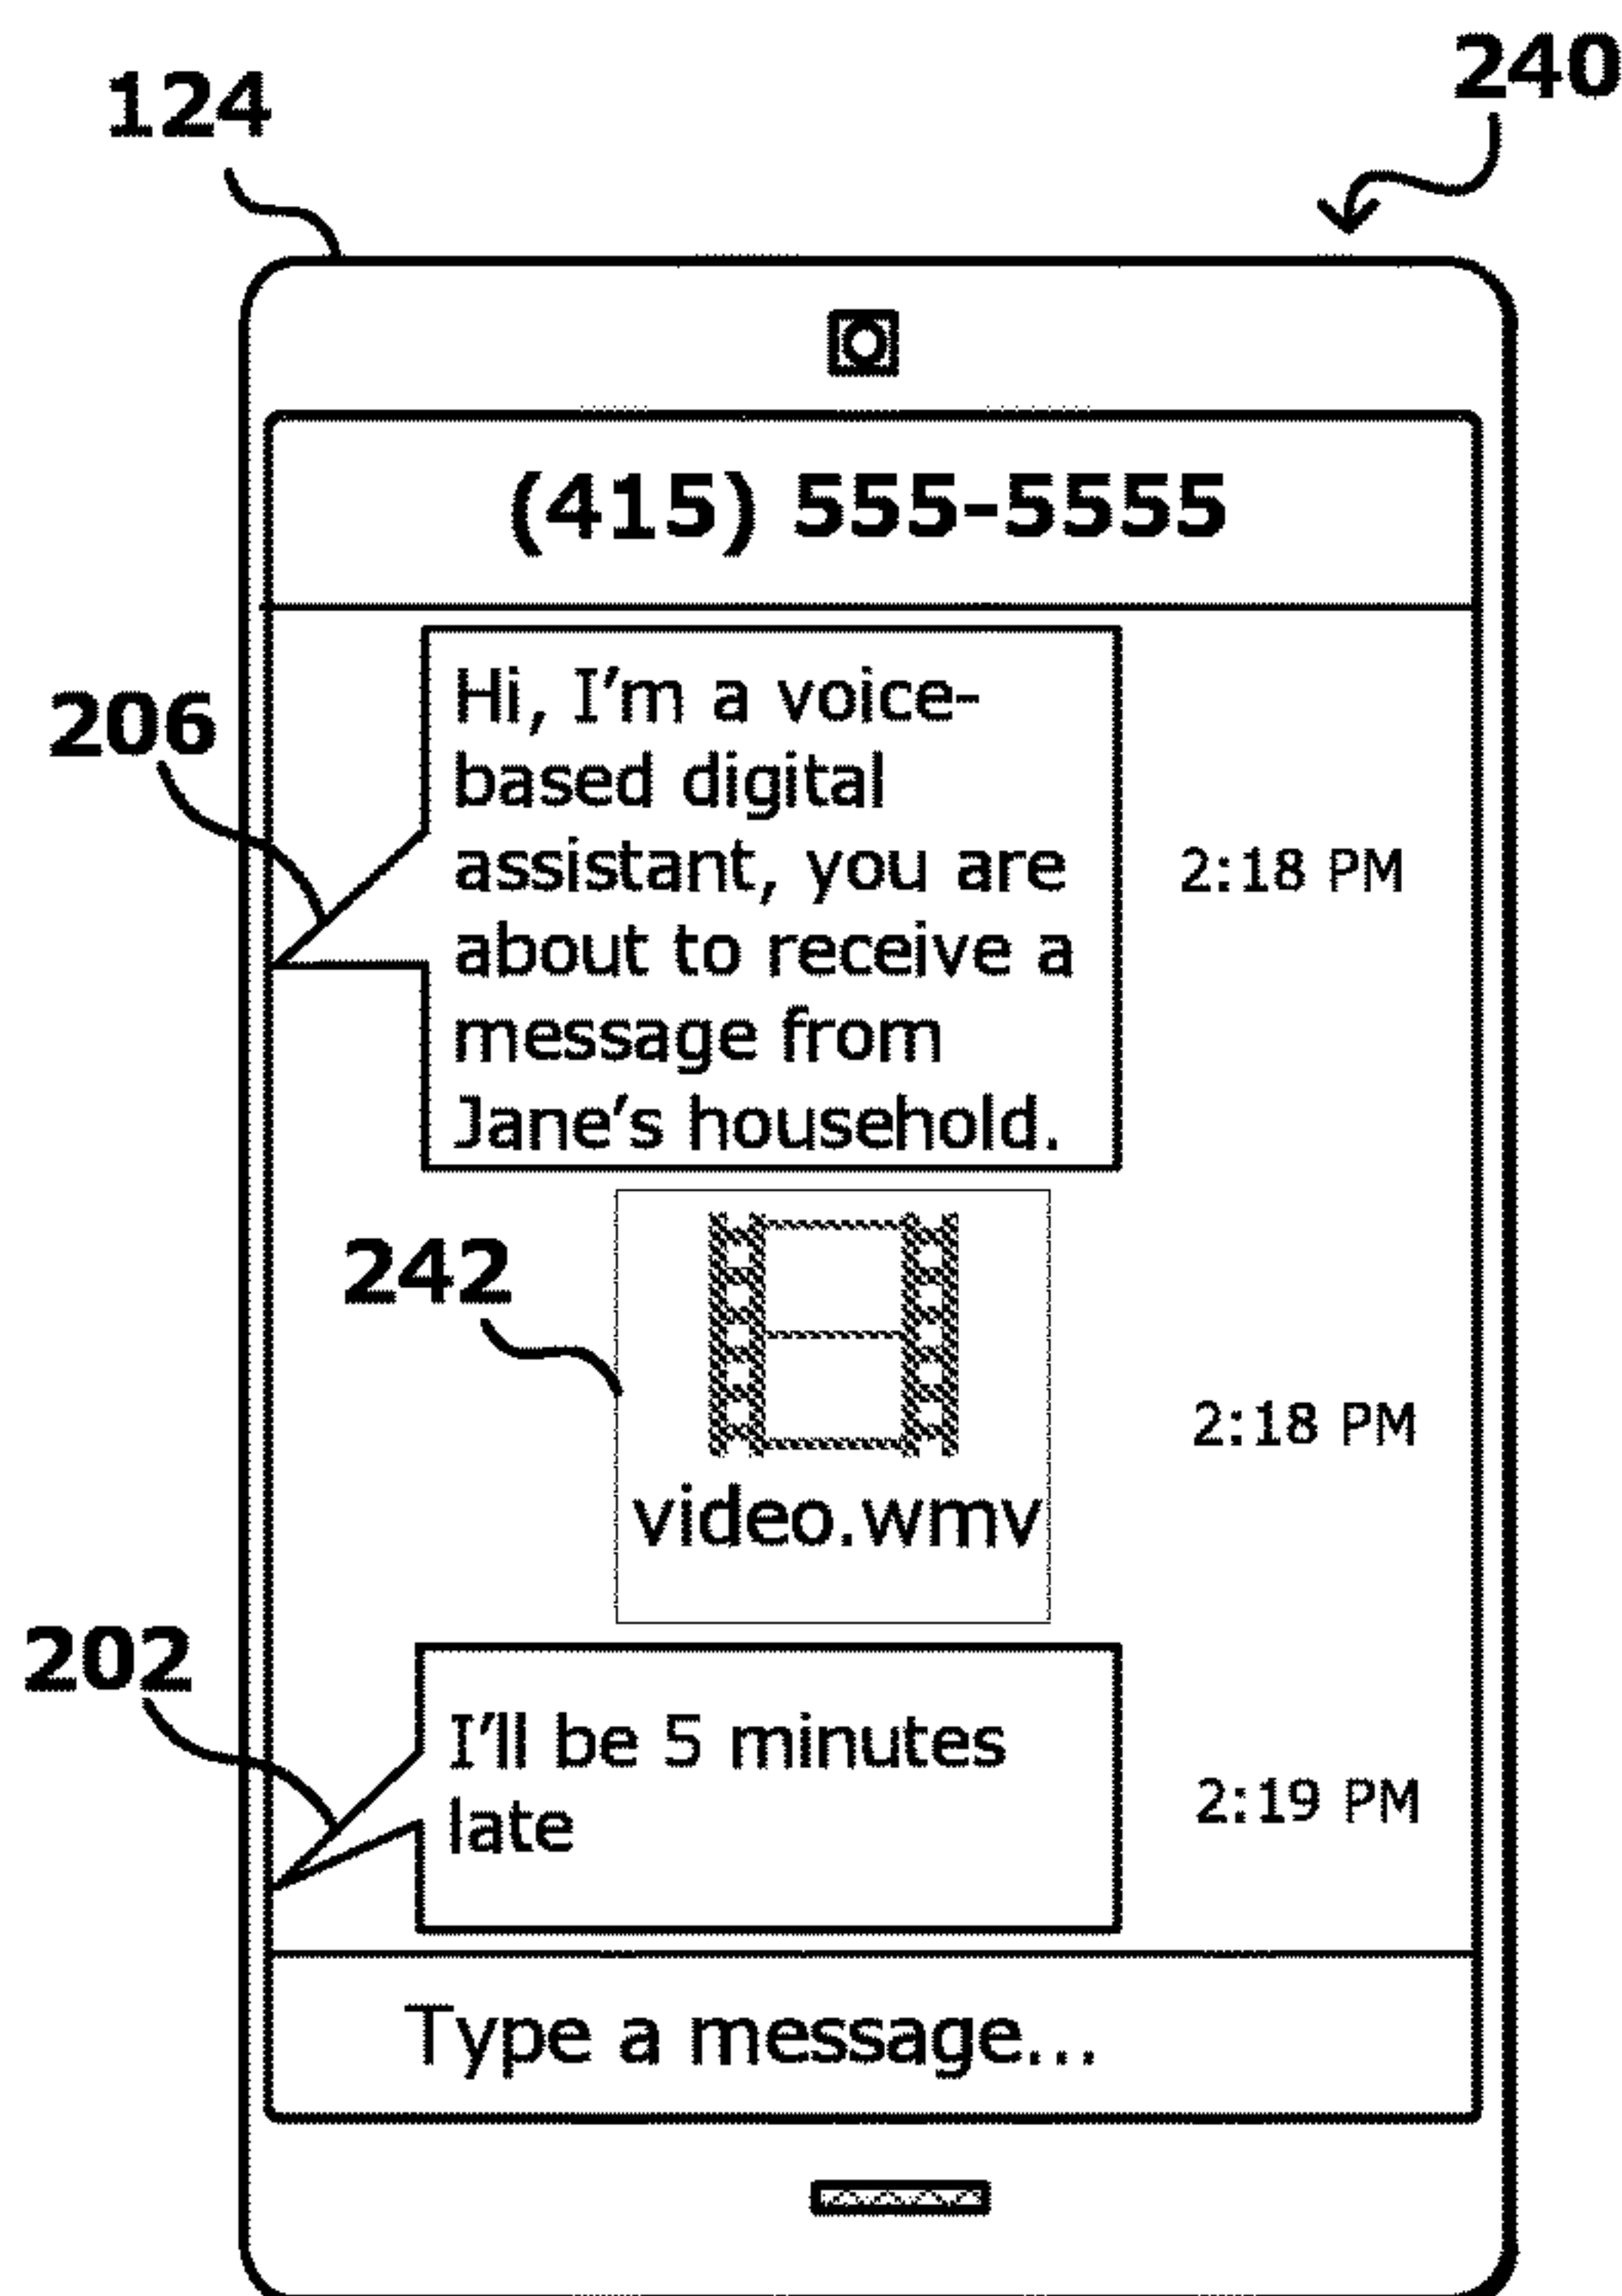 240
124
(415) 555-5555
206
Hi, I'm a voice-
based digital
assistant, you are
2:18 PM
about to receive a
message from
Jane's household.
242
2:18 PM
video.wmv
202
I'll be 5 minutes
2:19 PM
late
Type a message...